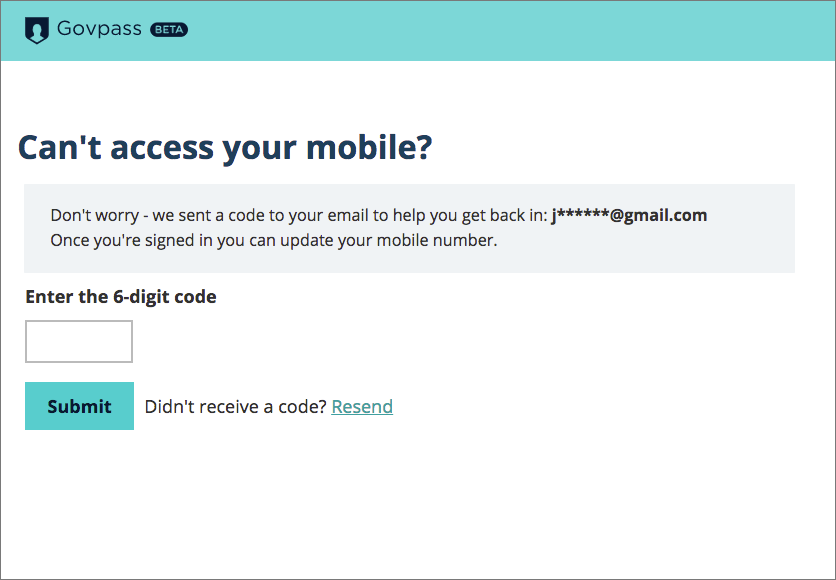 Govpass BETA
Can't access your mobile?
Don't worry - we sent a code to your email to help you get back in: j******@gmail.com
Once you're signed in you can update your mobile number.
Enter the 6-digit code
Submit Didn't receive a code? Resend